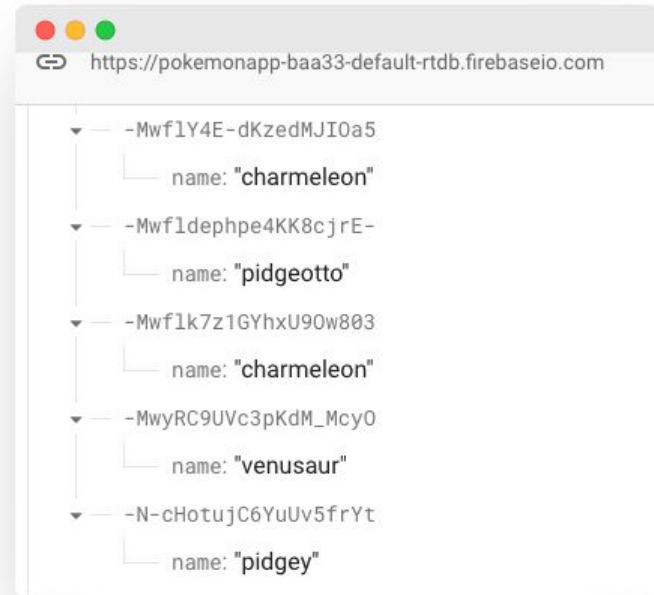 https://pokemonapp-baa33-default-rtdb.firebaseio.com
-MwflY4E-dKzedMJIOa5
name: "charmeleon"
-Mwfldephpe4KK8cjrE-
name: "pidgeotto"
-Mwflk7z1GYhxU9Ow803
name: "charmeleon"
-MwyRC9UVc3pKdM_McyO
name: "venusaur"
-N-cHotujC6YuUv5frYt
name: "pidgey"